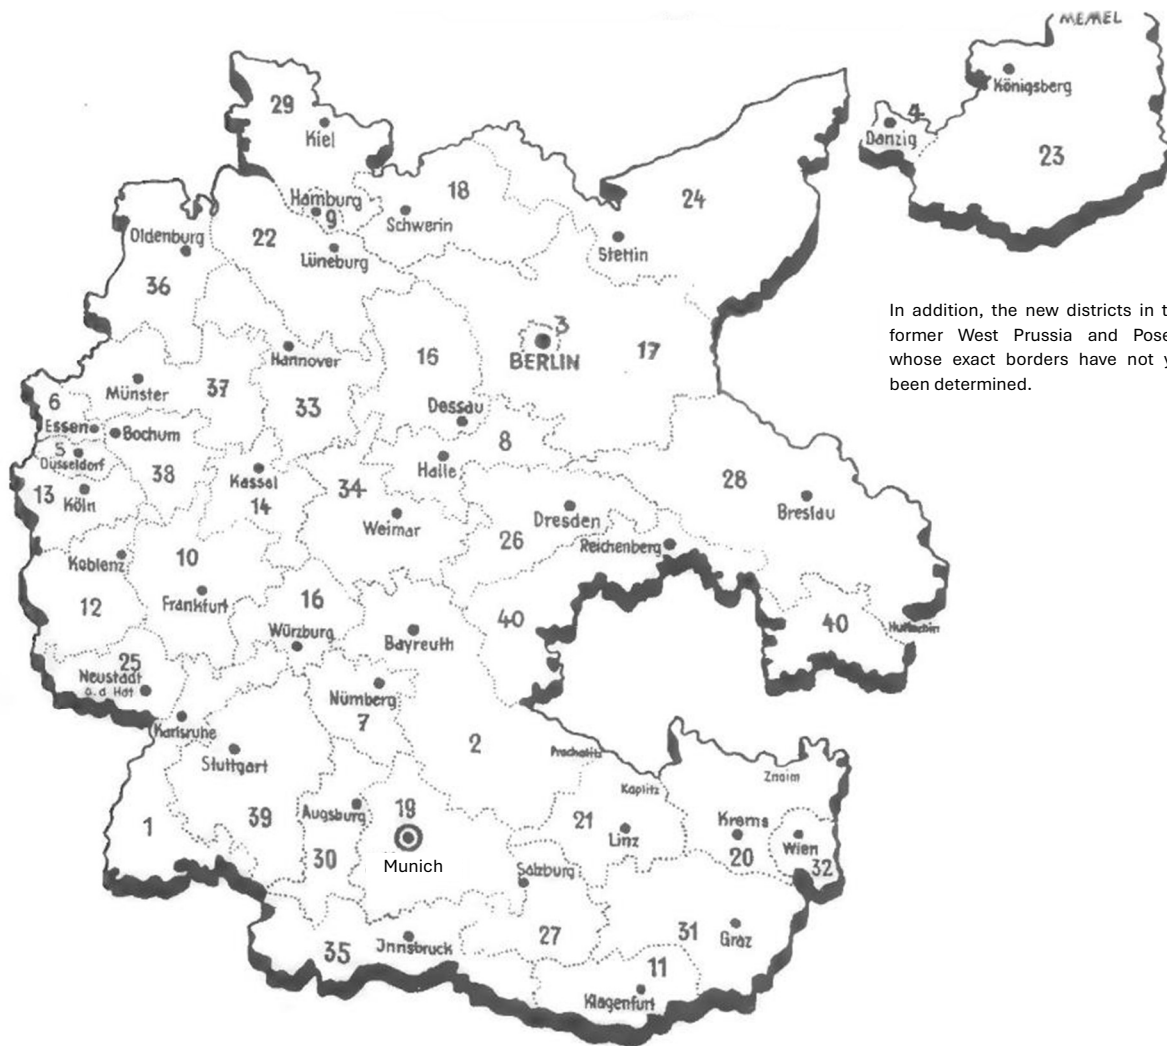 MEMEL
Königsberg
4
Danzig
23
29
Kiel
24
18
Hamburg
9
Schwerin
22
Lüneburg
Stettin
Oldenburg
36
In addition, the new districts in t
former West Prussia and Pose
whose exact borders have not y
been determined.
3
BERLIN
17
16
Hannover
37
33
Münster
6
Essen
Bochum
Dessau
8
5
Düsseldorf
38
Kassel
14
34
Halle
28
13
Köln
Weimar
Dresden
Breslau
26
Reichenberg
Koblenz
10
12
Frankfurt
16
Würzburg
Bayreuth
40
40
25
Neustadt
a. d Hdt
Nürnberg
7
Karlsruhe
Stuttgart
2
Kaplitz
Znaim
1
39
Augsburg
19
21
Linz
Krems
20
Wien
32
30
Munich
Salzburg
27
31
Graz
35
Innsbruck
11
Klagenfurt